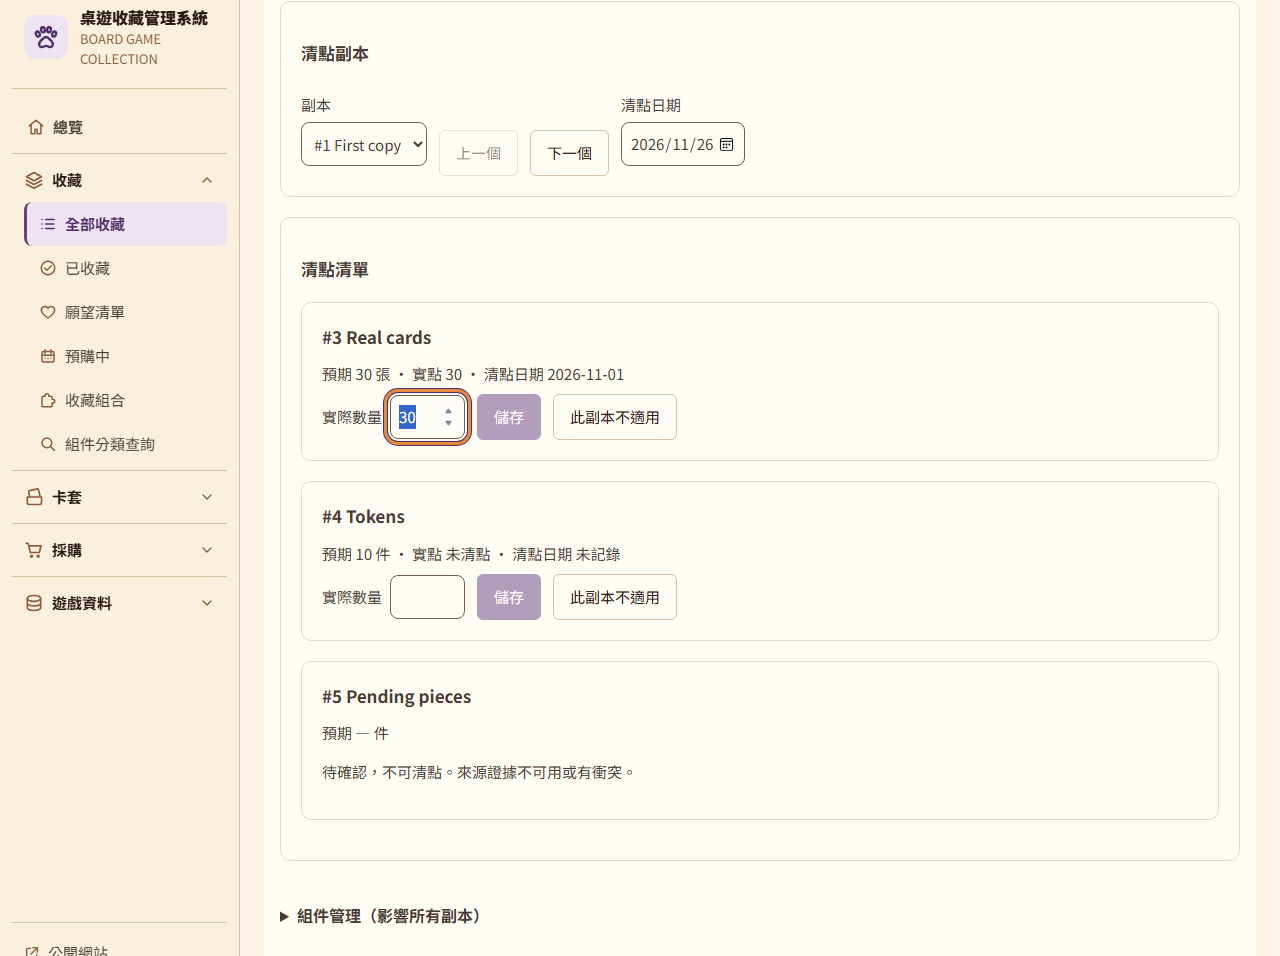 桌遊收藏管理系統
BOARD GAME
COLLECTION
總覽
收藏
全部收藏
已收藏
願望清單
預購中
收藏組合
組件分類查詢
卡套
採購
遊戲資料
公開網站
清點副本
副本
清點日期
#1 First copy
上一個
下一個
2026/11/26
清點清單
#3 Real cards
預期 30 張 · 實點 30 · 清點日期 2026-11-01
實際數量 30 儲存 此副本不適用
#4 Tokens
預期 10 件 · 實點 未清點 · 清點日期 未記錄
實際數量 儲存 此副本不適用
#5 Pending pieces
預期 — 件
待確認，不可清點。來源證據不可用或有衝突。
組件管理（影響所有副本）